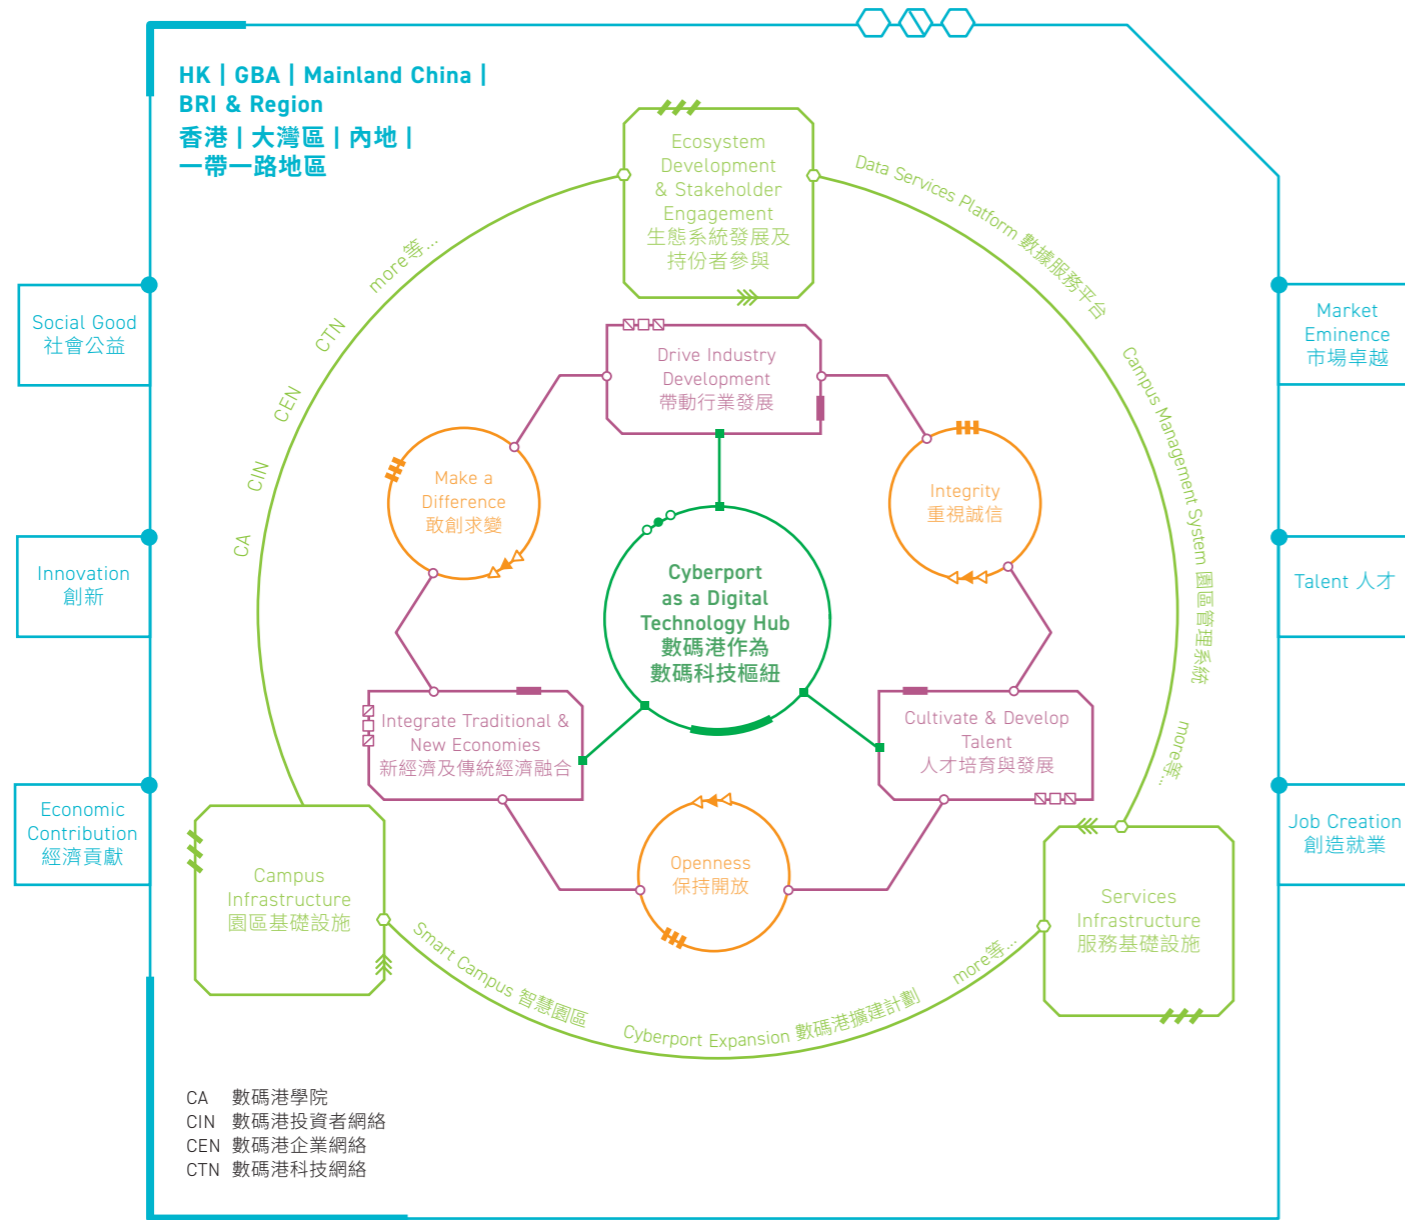 HK | GBA | Mainland China |
BRI & Region
香港 | 大灣區 | 內地 |
一帶一路地區
Ecosystem
Development
& Stakeholder
Engagement
生態系統發展及
持份者參與
Data Services Platform 數據服務平台
Campus Management System 園區管理系統
more等...
more等...
CTN
CEN
CIN
CA
Social Good
社會公益
Innovation
創新
Economic
Contribution
經濟貢獻
Market
Eminence
市場卓越
Talent 人才
Job Creation
創造就業
Drive Industry
Development
帶動行業發展
Make a
Difference
敢創求變
Integrity
重視誠信
Cyberport
as a Digital
Technology Hub
數碼港作為
數碼科技樞紐
Integrate Traditional &
New Economies
新經濟及傳統經濟融合
Cultivate & Develop
Talent
人才培育與發展
Openness
保持開放
Campus
Infrastructure
園區基礎設施
Services
Infrastructure
服務基礎設施
Smart Campus 智慧園區
Cyberport Expansion 數碼港擴建計劃
more等...
CA 數碼港學院
CIN 數碼港投資者網絡
CEN 數碼港企業網絡
CTN 數碼港科技網絡